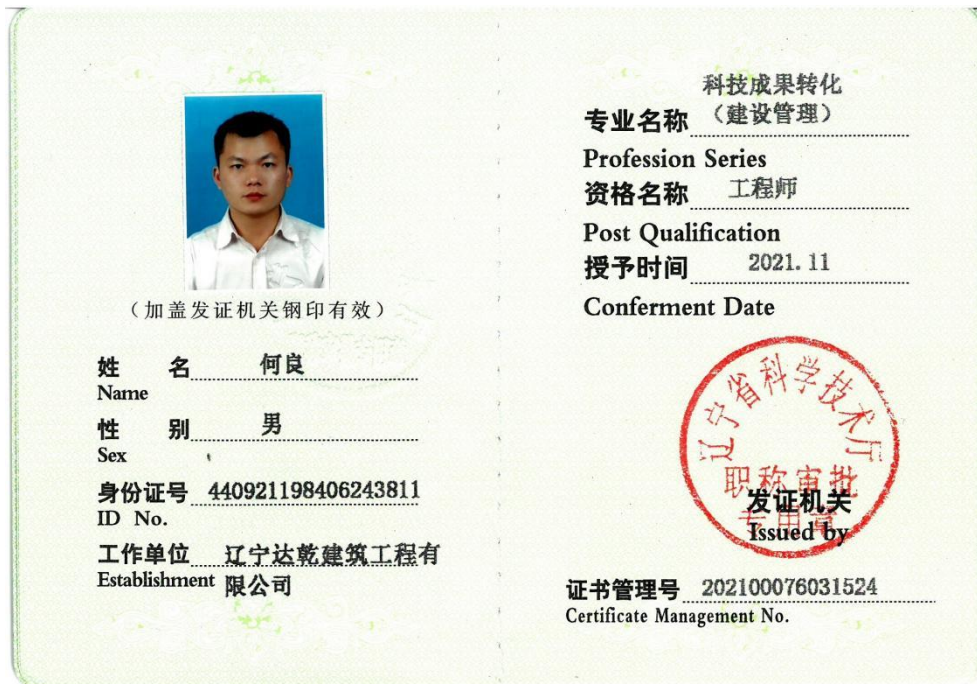 （加盖发证机关钢印有效）
姓 名 何良
Name
性 别 男
Sex
身份证号 440921198406243811
ID No.
工作单位 辽宁达乾建筑工程有
Establishment 限公司
科技成果转化
专业名称 （建设管理）
Profession Series
资格名称 工程师
Post Qualification
授予时间 2021.11
Conferment Date
辽宁省科学技术厅
职称审批
专用章
发证机关
Issued by
证书管理号 202100076031524
Certificate Management No.